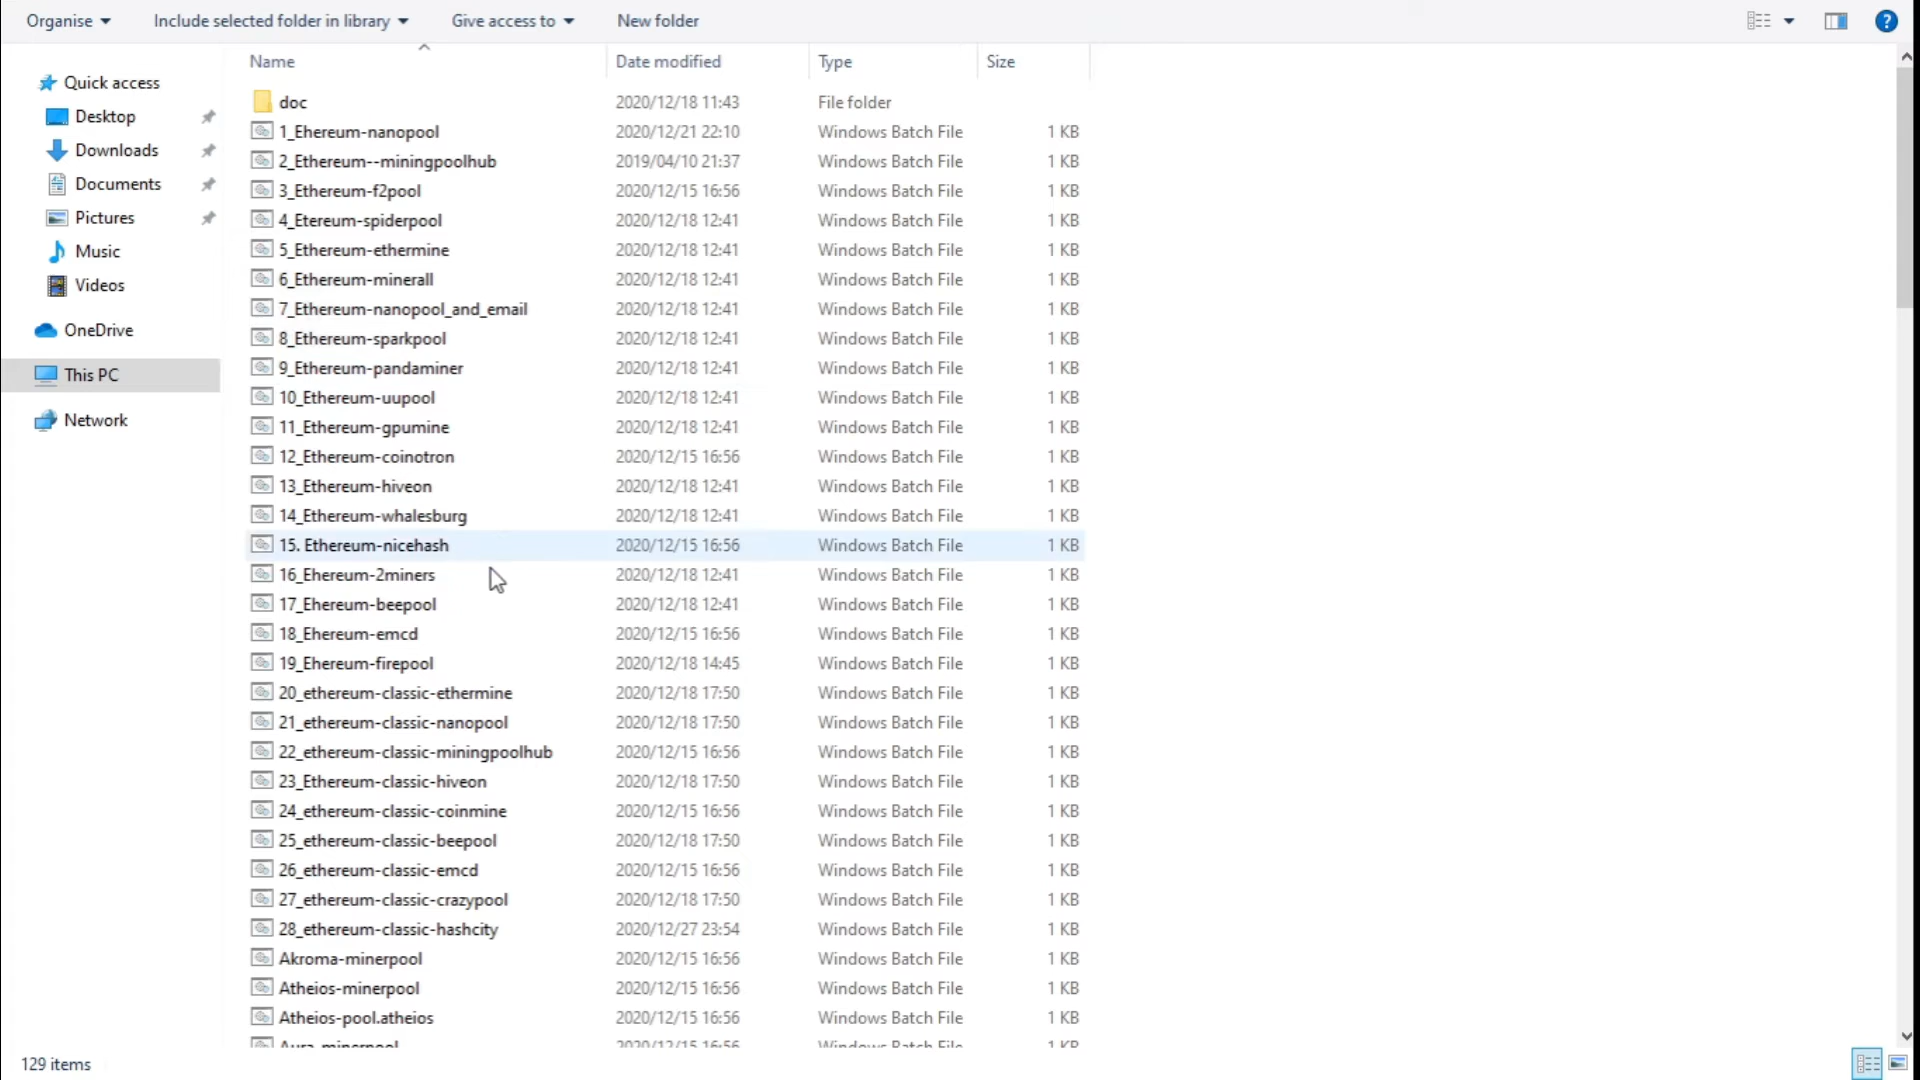 Organise Include selected folder in library Give access to New folder
Name Date modified Type Size
Quick access
Desktop
Downloads
Documents
Pictures
Music
Videos
OneDrive
This PC
Network
doc 2020/12/18 11:43 File folder
1_Ehereum-nanopool 2020/12/21 22:10 Windows Batch File 1 KB
2_Ethereum--miningpoolhub 2019/04/10 21:37 Windows Batch File 1 KB
3_Ethereum-f2pool 2020/12/15 16:56 Windows Batch File 1 KB
4_Etereum-spiderpool 2020/12/18 12:41 Windows Batch File 1 KB
5_Ethereum-ethermine 2020/12/18 12:41 Windows Batch File 1 KB
6_Ethereum-minerall 2020/12/18 12:41 Windows Batch File 1 KB
7_Ethereum-nanopool_and_email 2020/12/18 12:41 Windows Batch File 1 KB
8_Ethereum-sparkpool 2020/12/18 12:41 Windows Batch File 1 KB
9_Ethereum-pandaminer 2020/12/18 12:41 Windows Batch File 1 KB
10_Ethereum-uupool 2020/12/18 12:41 Windows Batch File 1 KB
11_Ethereum-gpumine 2020/12/18 12:41 Windows Batch File 1 KB
12_Ethereum-coinotron 2020/12/15 16:56 Windows Batch File 1 KB
13_Ethereum-hiveon 2020/12/18 12:41 Windows Batch File 1 KB
14_Ethereum-whalesburg 2020/12/18 12:41 Windows Batch File 1 KB
15. Ethereum-nicehash 2020/12/15 16:56 Windows Batch File 1 KB
16_Ehereum-2miners 2020/12/18 12:41 Windows Batch File 1 KB
17_Ehereum-beepool 2020/12/18 12:41 Windows Batch File 1 KB
18_Ehereum-emcd 2020/12/15 16:56 Windows Batch File 1 KB
19_Ehereum-firepool 2020/12/18 14:45 Windows Batch File 1 KB
20_ethereum-classic-ethermine 2020/12/18 17:50 Windows Batch File 1 KB
21_ethereum-classic-nanopool 2020/12/18 17:50 Windows Batch File 1 KB
22_ethereum-classic-miningpoolhub 2020/12/15 16:56 Windows Batch File 1 KB
23_Ethereum-classic-hiveon 2020/12/18 17:50 Windows Batch File 1 KB
24_ethereum-classic-coinmine 2020/12/15 16:56 Windows Batch File 1 KB
25_ethereum-classic-beepool 2020/12/18 17:50 Windows Batch File 1 KB
26_ethereum-classic-emcd 2020/12/15 16:56 Windows Batch File 1 KB
27_ethereum-classic-crazypool 2020/12/18 17:50 Windows Batch File 1 KB
28_ethereum-classic-hashcity 2020/12/27 23:54 Windows Batch File 1 KB
Akroma-minerpool 2020/12/15 16:56 Windows Batch File 1 KB
Atheios-minerpool 2020/12/15 16:56 Windows Batch File 1 KB
Atheios-pool.atheios 2020/12/15 16:56 Windows Batch File 1 KB
Aura-minerpool 2020/12/15 16:56 Windows Batch File 1 KB
129 items